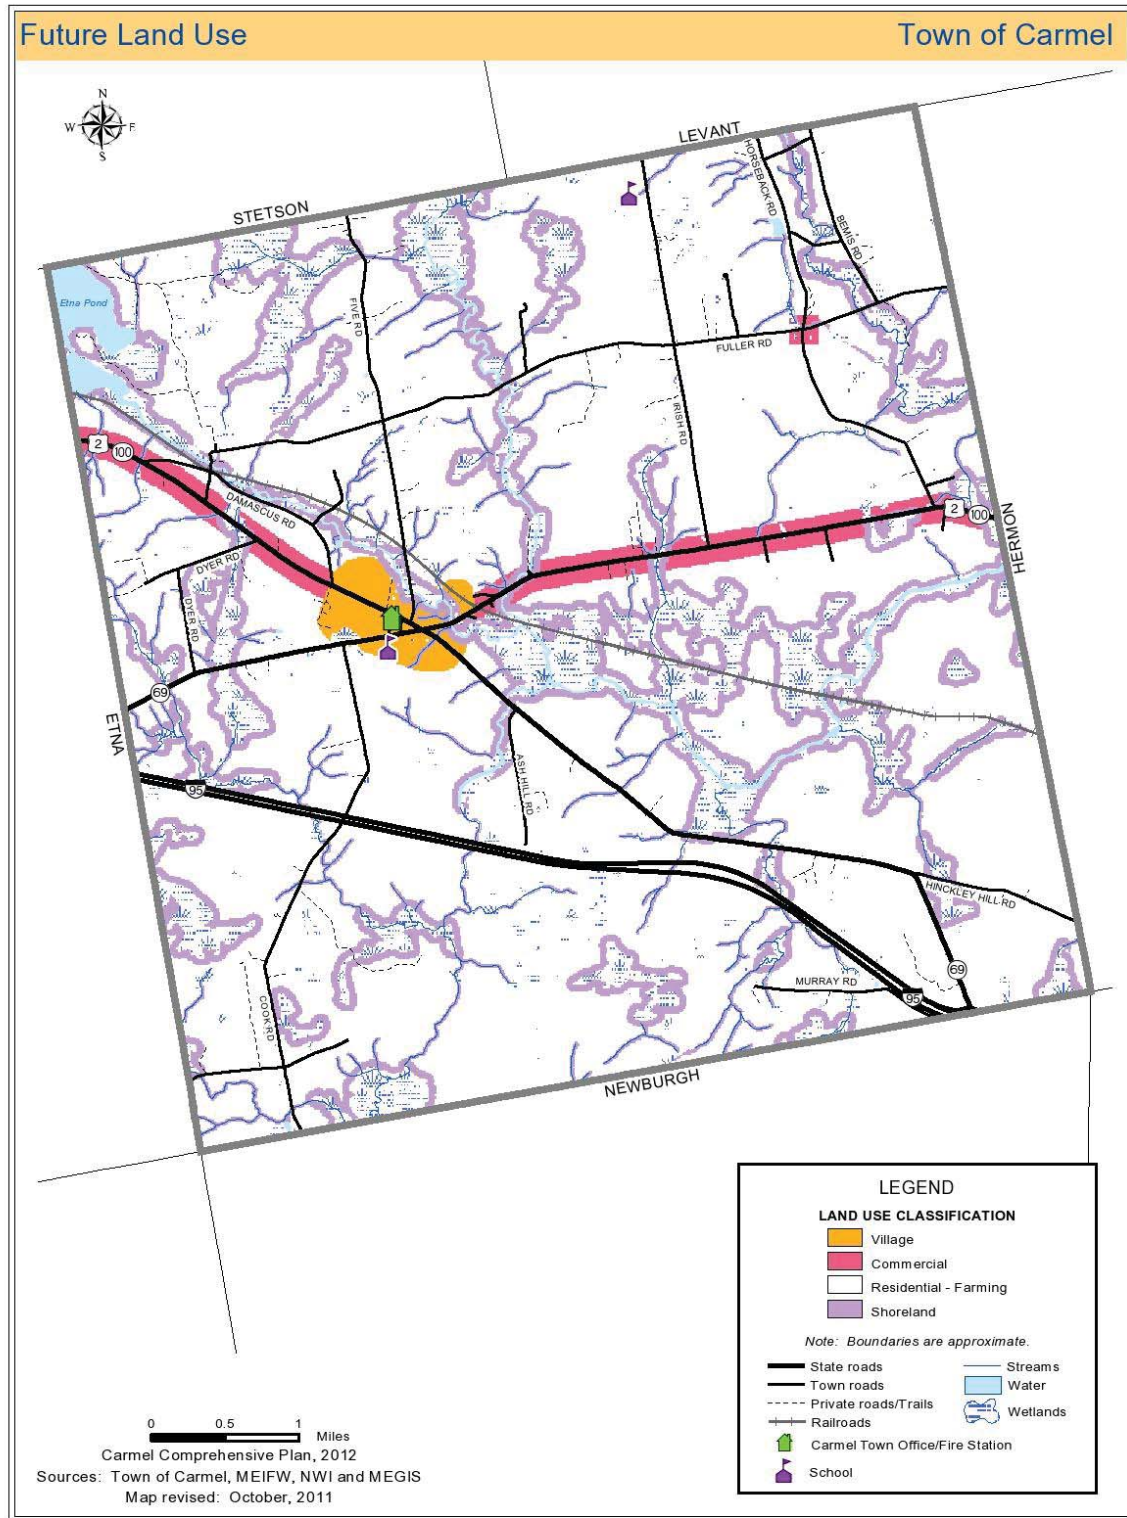 Future Land Use
Town of Carmel
N
W E
S
LEVANT
STETSON
HORSEBACK RD
BEMIS RD
Etna Pond
FIVE RD
FULLER RD
IRISH RD
2
100
DAMASCUS RD
2
100
HERMON
DYER RD
DYER RD
69
ETNA
ASH HILL RD
95
HINCKLEY HILL RD
69
MURRAY RD
95
COOK RD
NEWBURGH
LEGEND
LAND USE CLASSIFICATION
Village
Commercial
Residential - Farming
Shoreland
Note: Boundaries are approximate.
State roads
Streams
Town roads
Water
Private roads/Trails
Wetlands
Railroads
Carmel Town Office/Fire Station
School
0 0.5 1
Miles
Carmel Comprehensive Plan, 2012
Sources: Town of Carmel, MEIFW, NWI and MEGIS
Map revised: October, 2011